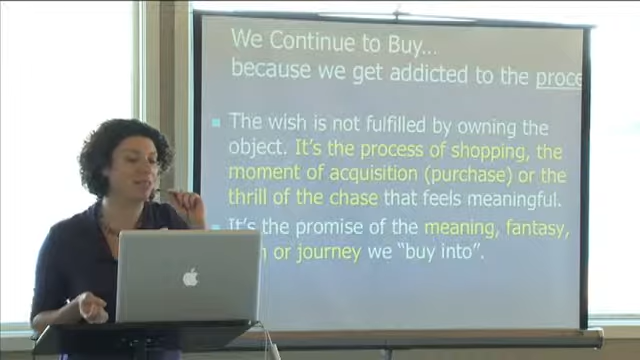 We Continue to Buy...
because we get addicted to the proce
The wish is not fulfilled by owning the
object. It's the process of shopping, the
moment of acquisition (purchase) or the
thrill of the chase that feels meaningful.
It's the promise of the meaning, fantasy,
or journey we "buy into".